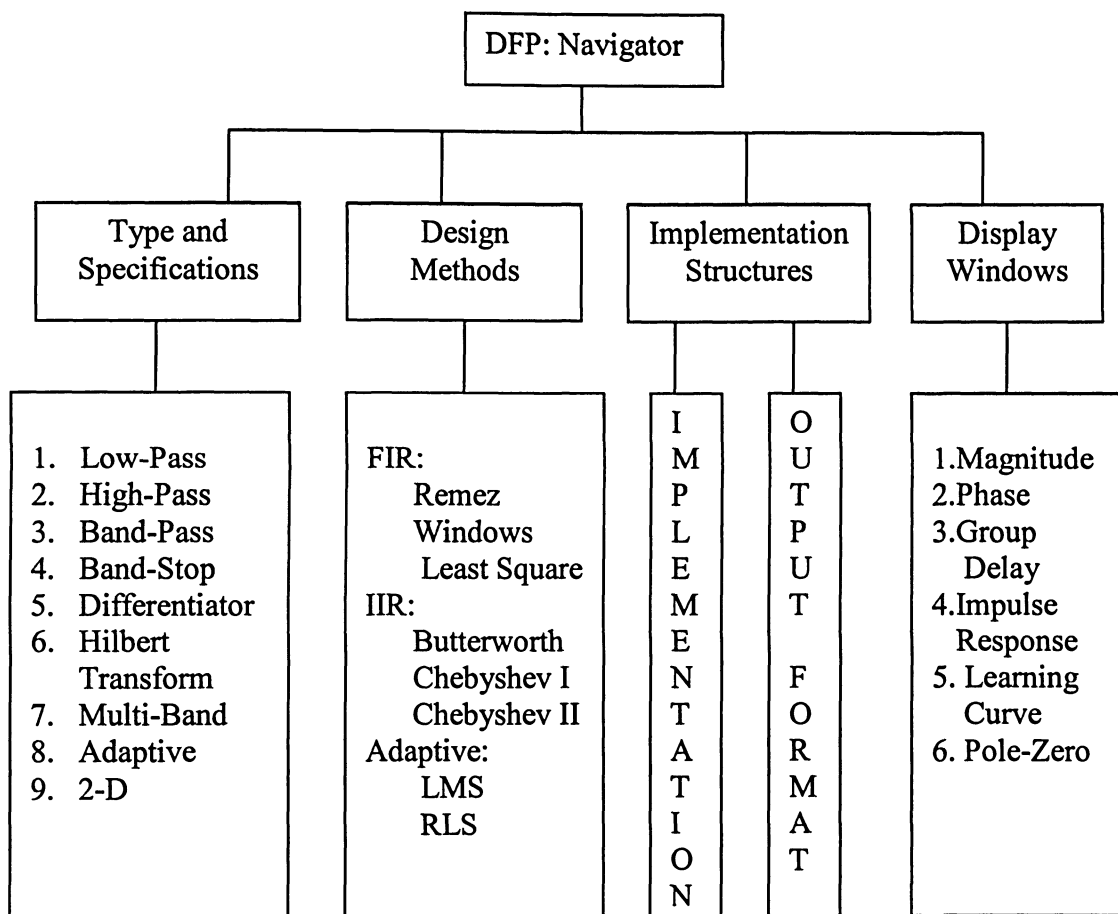 DFP: Navigator
Type and
Specifications
Design
Methods
Implementation
Structures
Display
Windows
1. Low-Pass
2. High-Pass
3. Band-Pass
4. Band-Stop
5. Differentiator
6. Hilbert
Transform
7. Multi-Band
8. Adaptive
9. 2-D
FIR:
Remez
Windows
Least Square
IIR:
Butterworth
Chebyshev I
Chebyshev II
Adaptive:
LMS
RLS
IMPLEMENTATION
OUTPUT FORMAT
1.Magnitude
2.Phase
3.Group
Delay
4.Impulse
Response
5. Learning
Curve
6. Pole-Zero